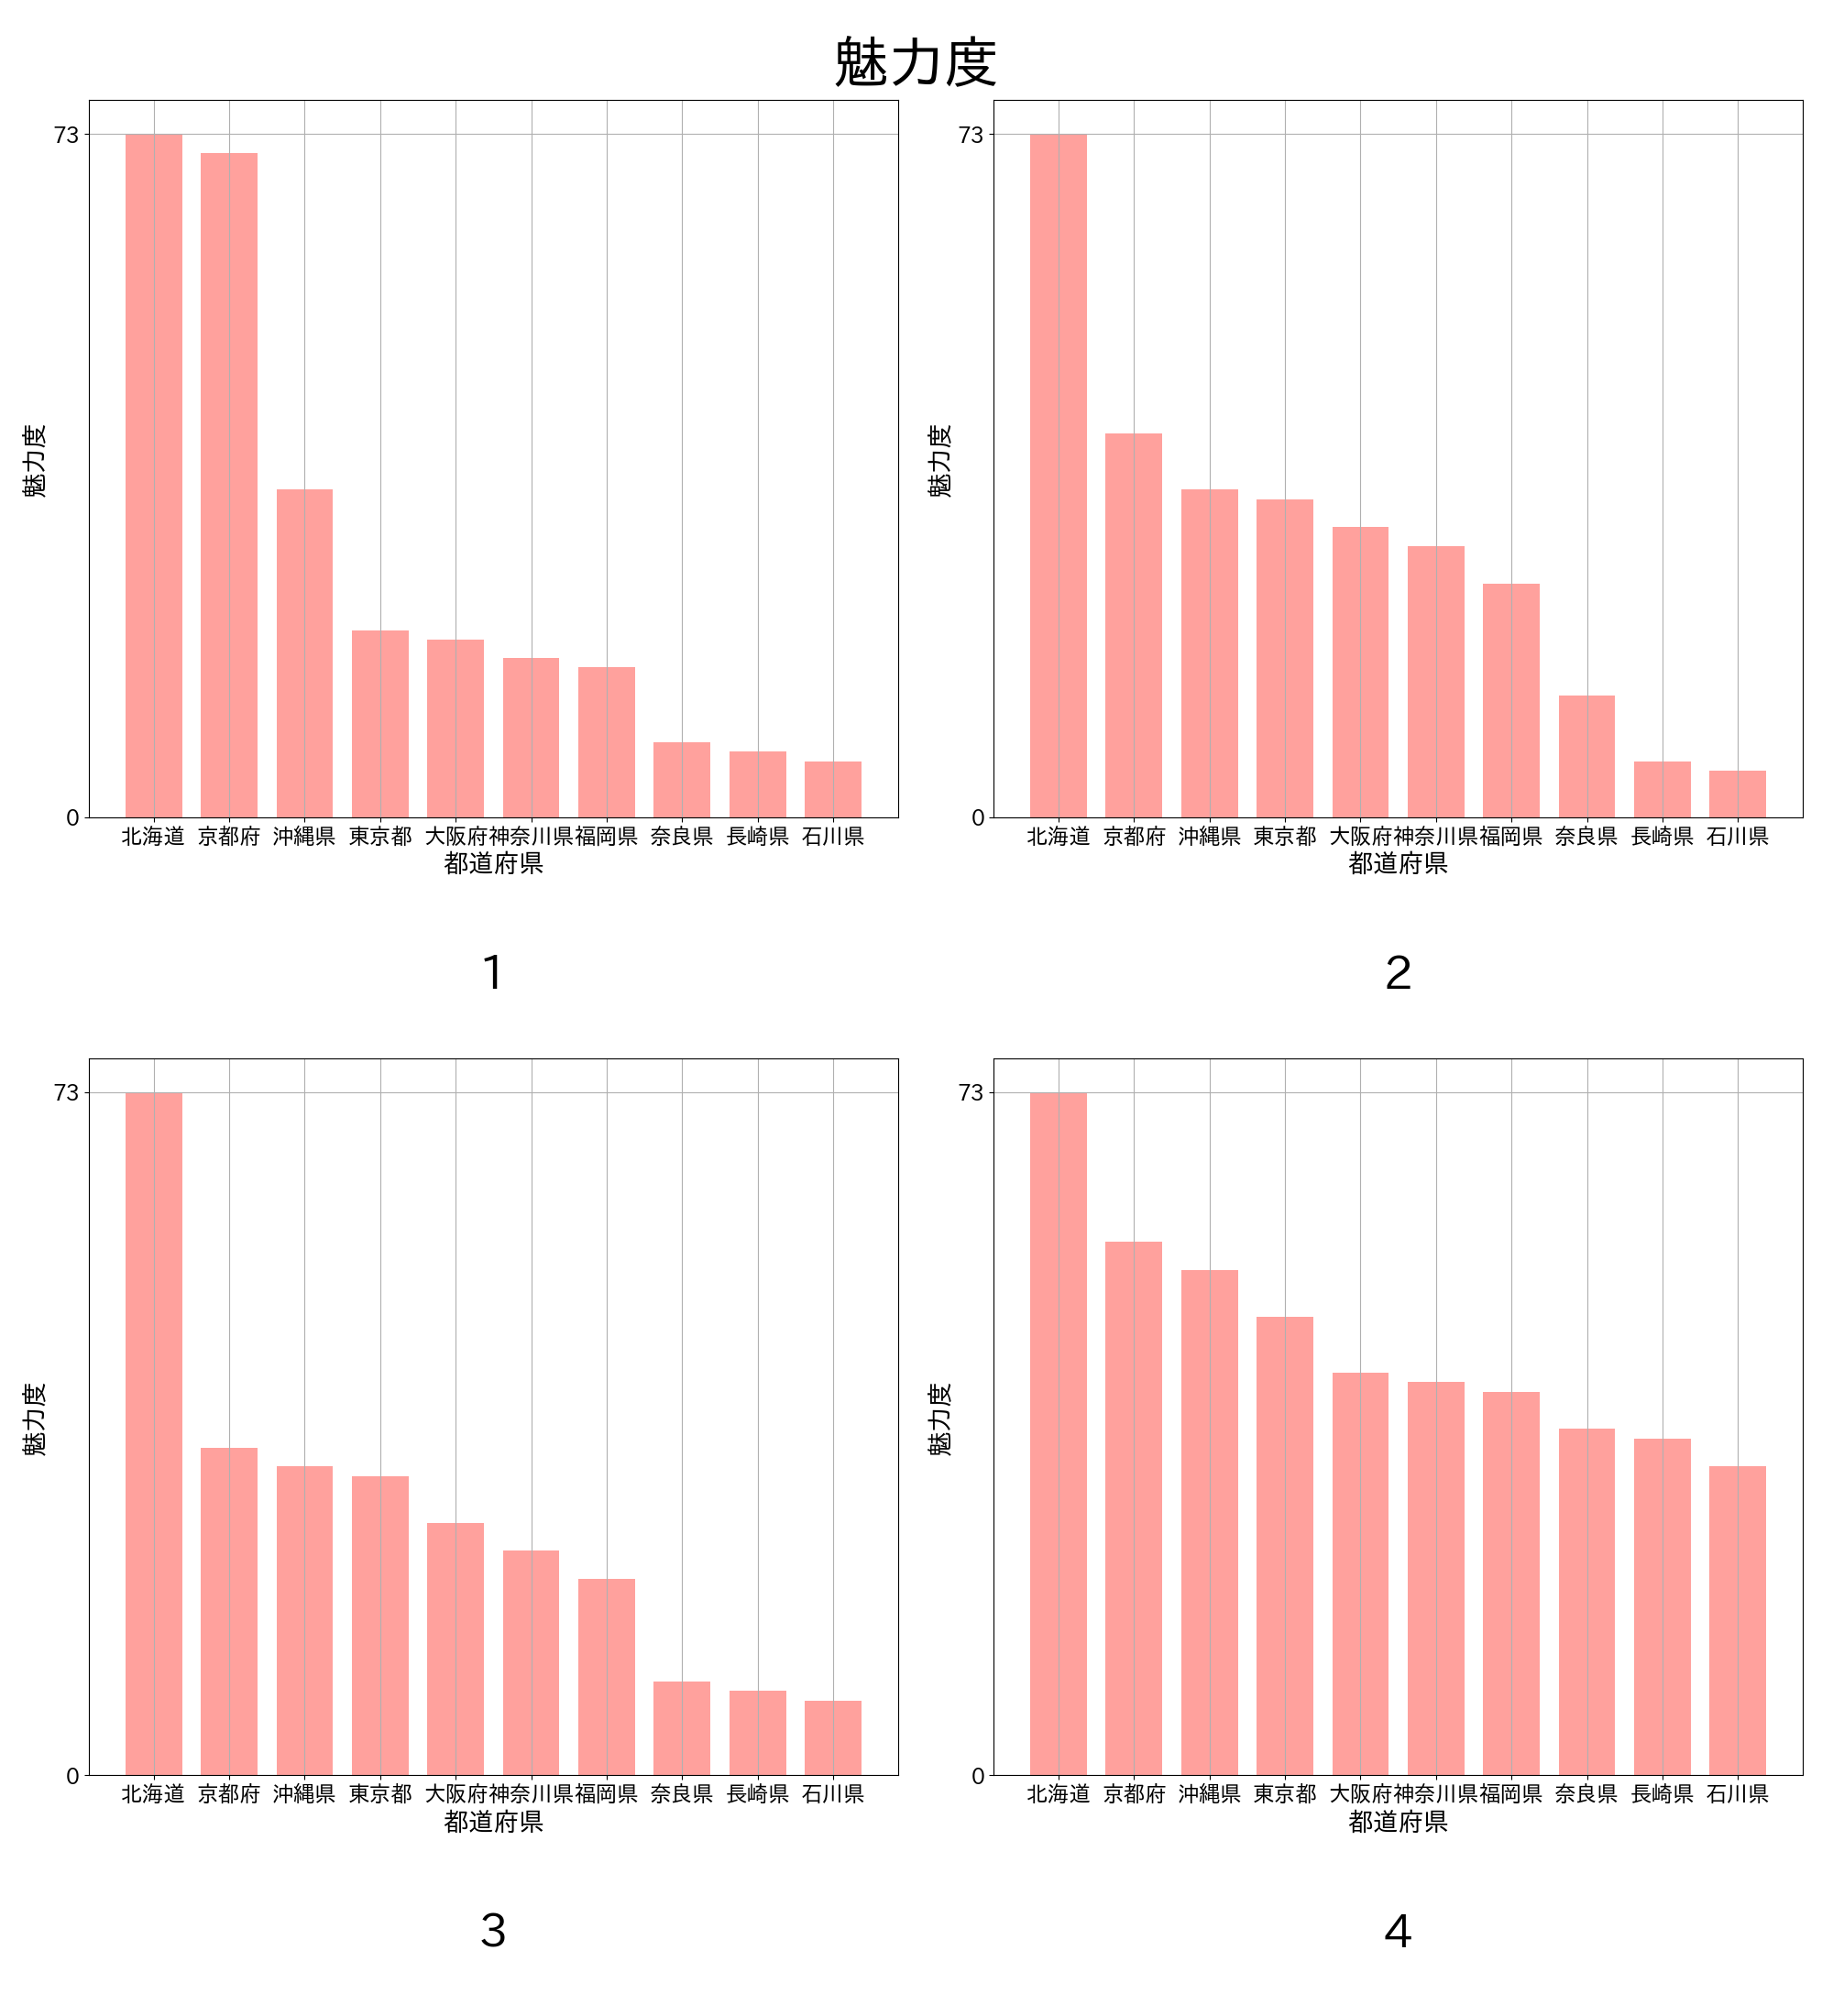 魅力度
73
0
魅力度
北海道 京都府 沖縄県 東京都 大阪府 神奈川県 福岡県 奈良県 長崎県 石川県
都道府県
1
73
0
魅力度
北海道 京都府 沖縄県 東京都 大阪府 神奈川県 福岡県 奈良県 長崎県 石川県
都道府県
2
73
0
魅力度
北海道 京都府 沖縄県 東京都 大阪府 神奈川県 福岡県 奈良県 長崎県 石川県
都道府県
3
73
0
魅力度
北海道 京都府 沖縄県 東京都 大阪府 神奈川県 福岡県 奈良県 長崎県 石川県
都道府県
4